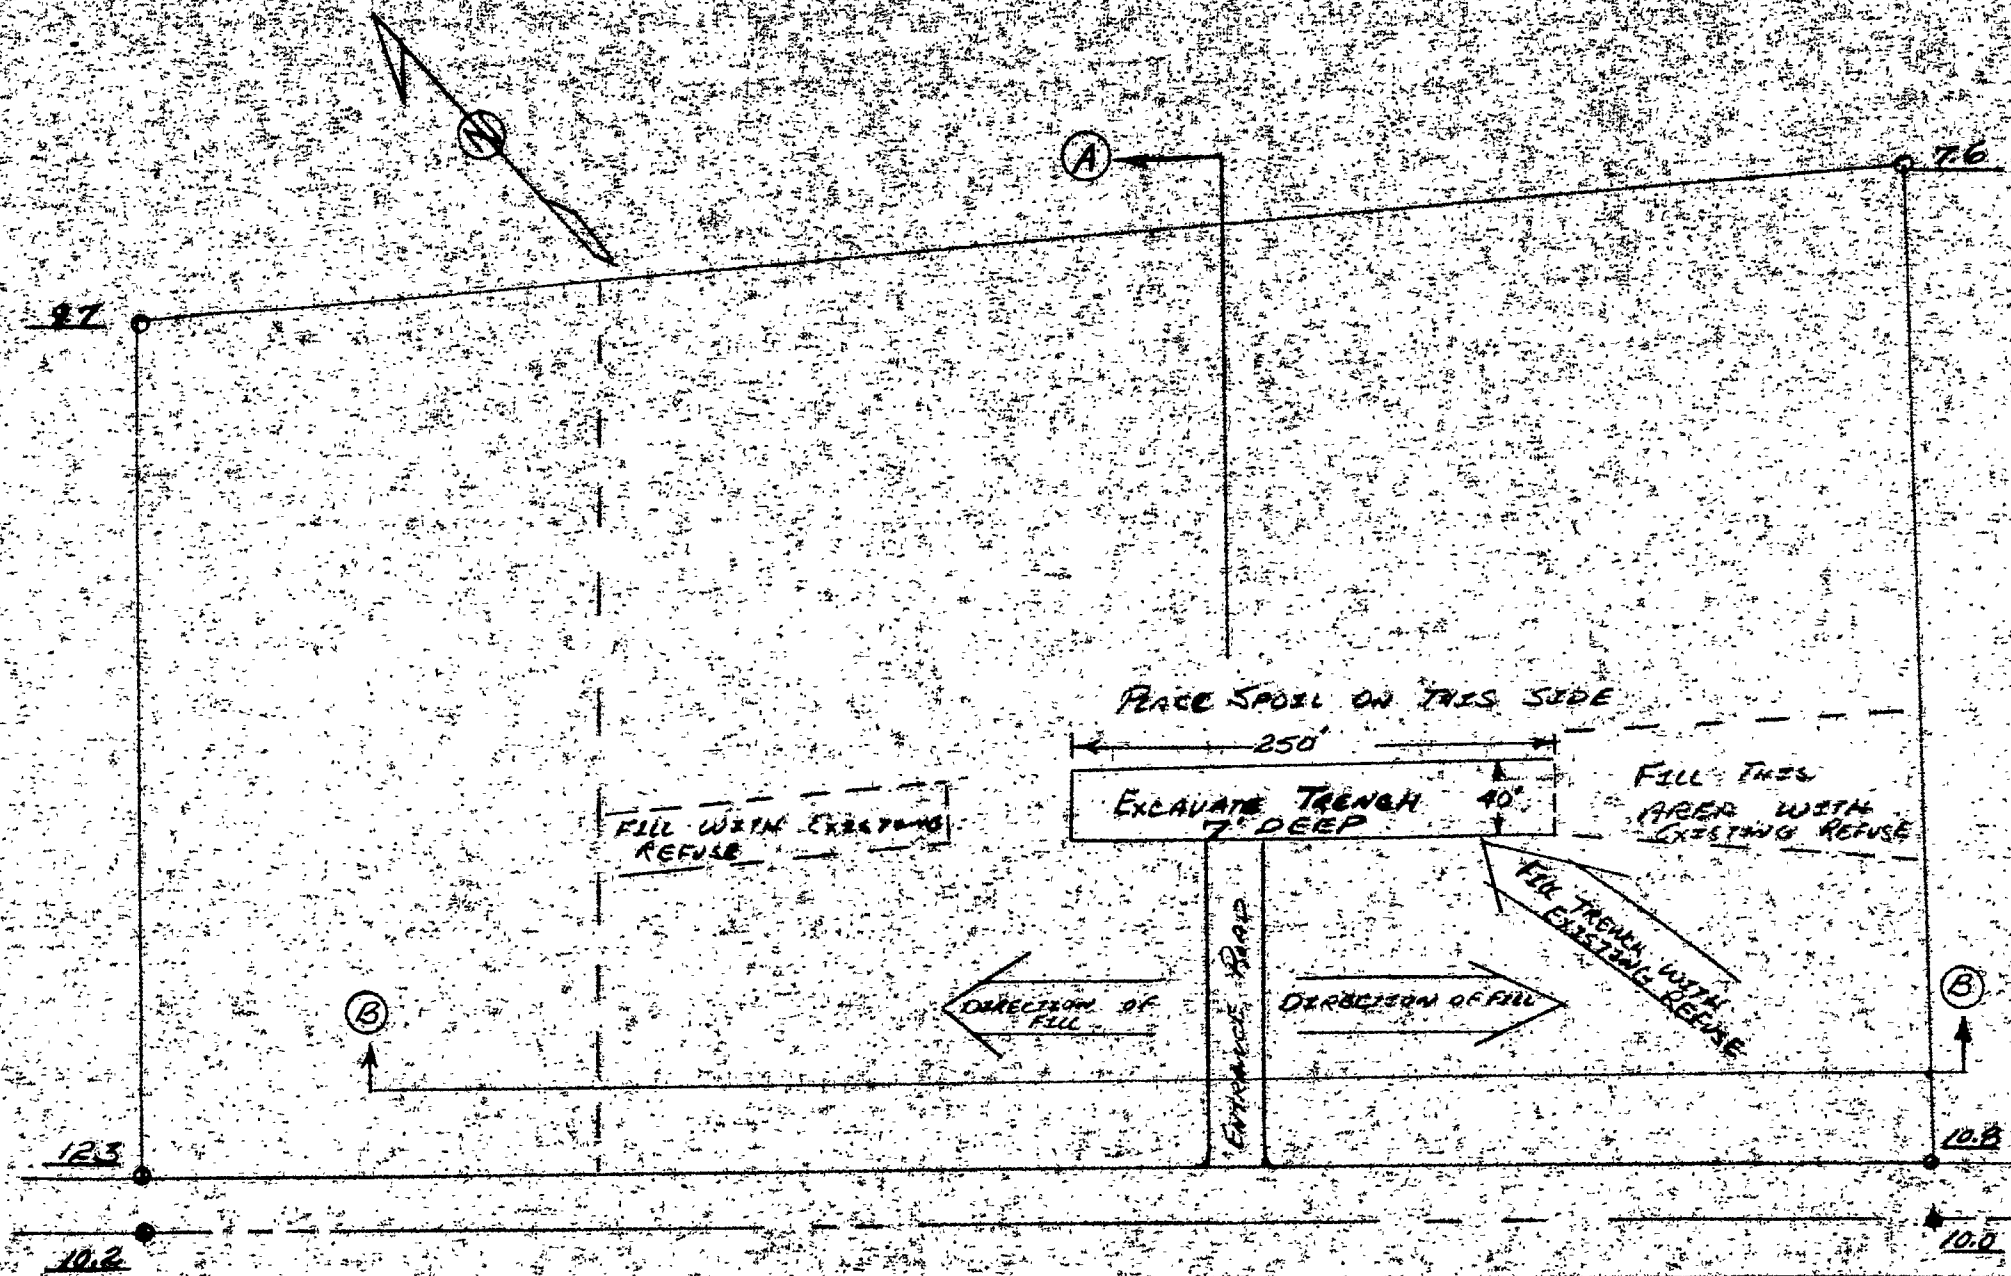 N
A
7.6
9.7
PLACE SPOIL ON THIS SIDE
250'
EXCAVATE TRENCH
7' DEEP
40'
FILL THIS
AREA WITH
EXISTING REFUSE
FILL WITH EXISTING
REFUSE
FILL TRENCH WITH
EXISTING REFUSE
ENTRANCE ROAD
DIRECTION OF
FILL
DIRECTION OF FILL
B
B
12.3
10.8
10.2
10.0